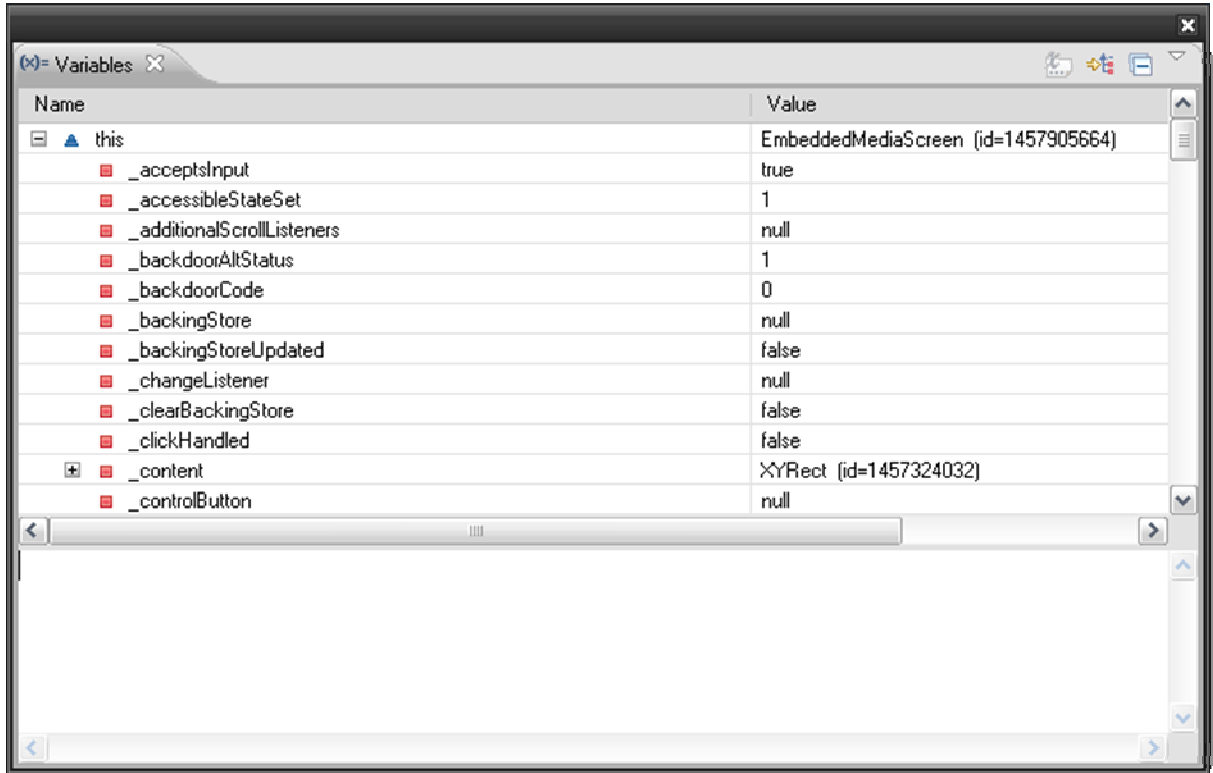 (x)= Variables
Name Value
this EmbeddedMediaScreen (id=1457905664)
_acceptsInput true
_accessibleStateSet 1
_additionalScrollListeners null
_backdoorAltStatus 1
_backdoorCode 0
_backingStore null
_backingStoreUpdated false
_changeListener null
_clearBackingStore false
_clickHandled false
_content XYRect (id=1457324032)
_controlButton null